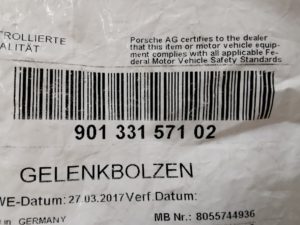 TROLLIERTE
ALITÄT
Porsche AG certifies to the dealer
that this item or motor vehicle equip-
ment complies with all applicable Fe-
deral Motor Vehicle Safety Standards
901 331 571 02
GELENKBOLZEN
WE-Datum: 27.03.2017 Verf.Datum:
in GERMANY
MB Nr.: 8055744936